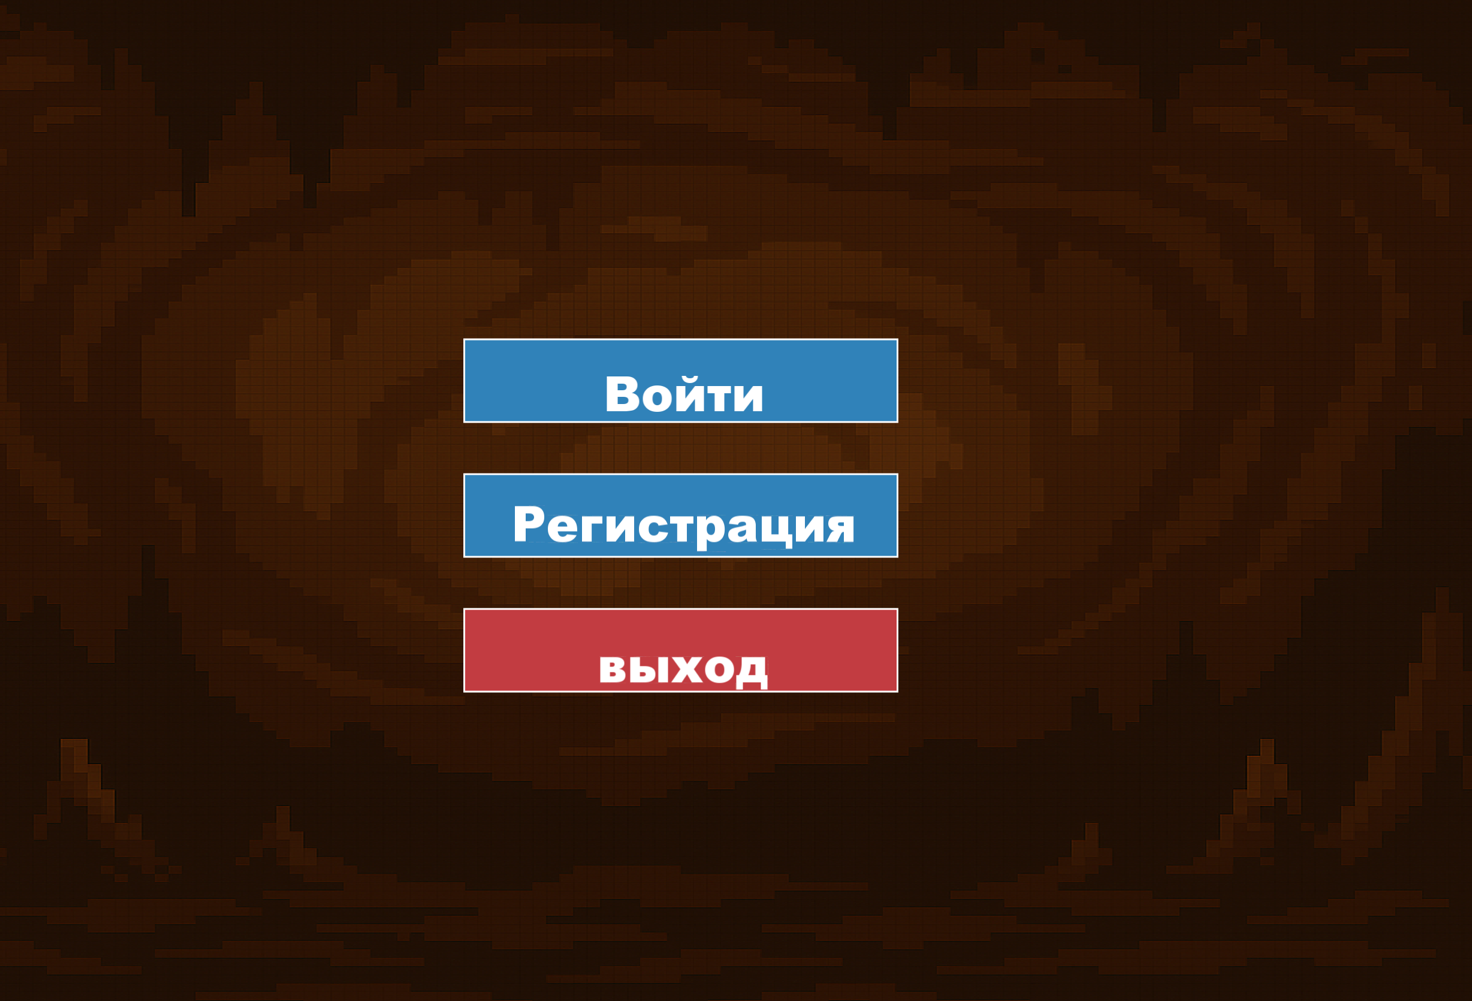 Войти
Регистрация
выход